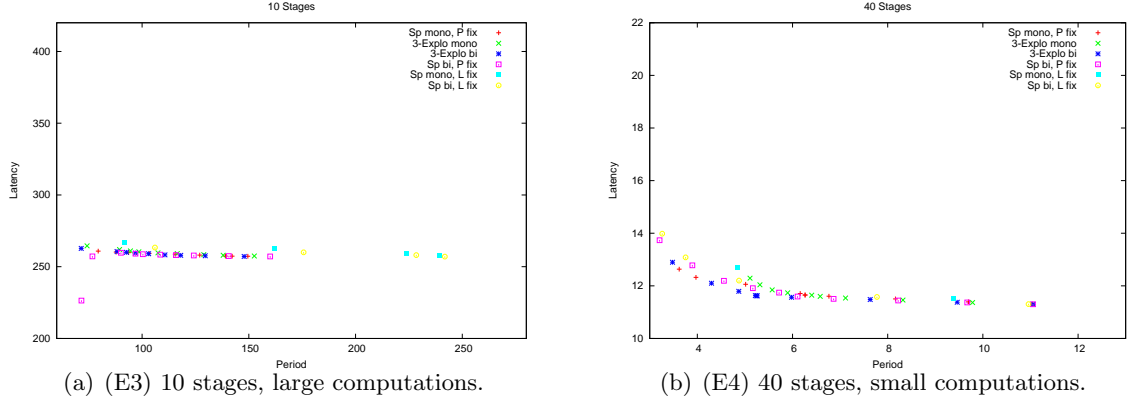 10 Stages
400
350
300
250
200
100
150
200
250
Latency
Period
Sp mono, P fix
3-Explo mono
3-Explo bi
Sp bi, P fix
Sp mono, L fix
Sp bi, L fix
(a) (E3) 10 stages, large computations.
40 Stages
22
20
18
16
14
12
10
4
6
8
10
12
Latency
Period
Sp mono, P fix
3-Explo mono
3-Explo bi
Sp bi, P fix
Sp mono, L fix
Sp bi, L fix
(b) (E4) 40 stages, small computations.